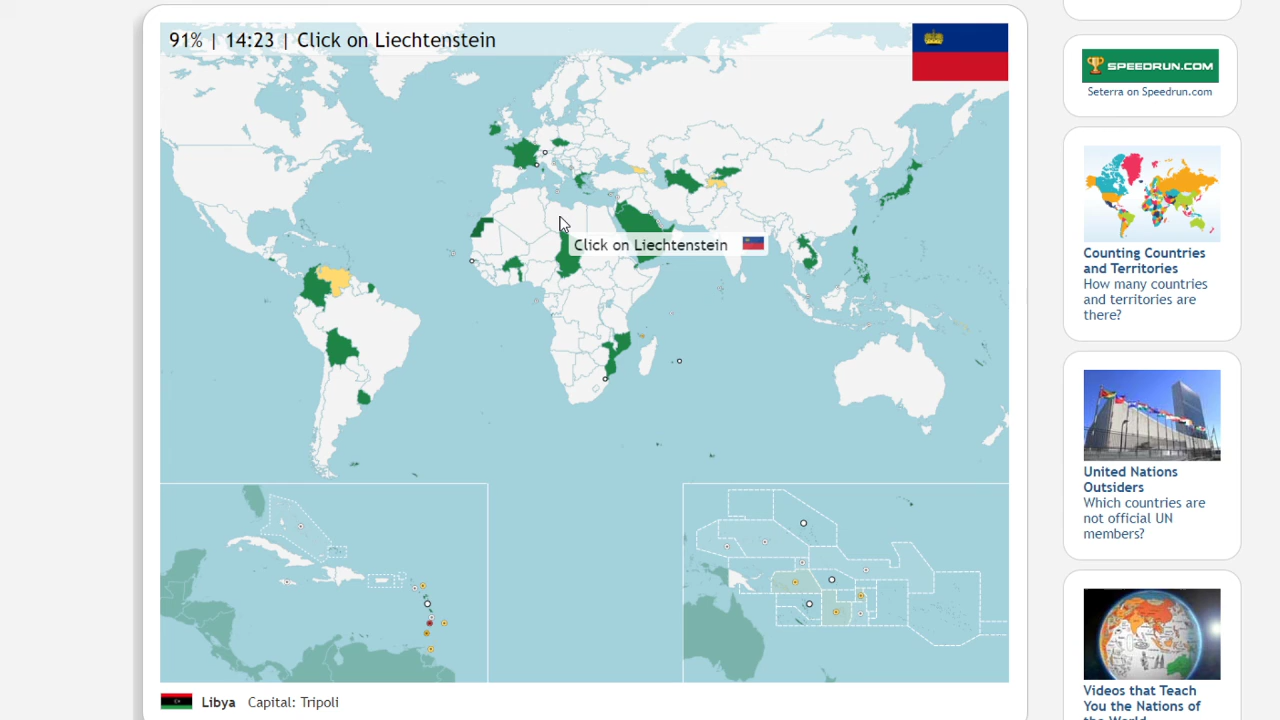 91% | 14:23 | Click on Liechtenstein
Click on Liechtenstein
Libya Capital: Tripoli
SPEEDRUN.COM
Seterra on Speedrun.com
Counting Countries
and Territories
How many countries
and territories are
there?
United Nations
Outsiders
Which countries are
not official UN
members?
Videos that Teach
You the Nations of
the World